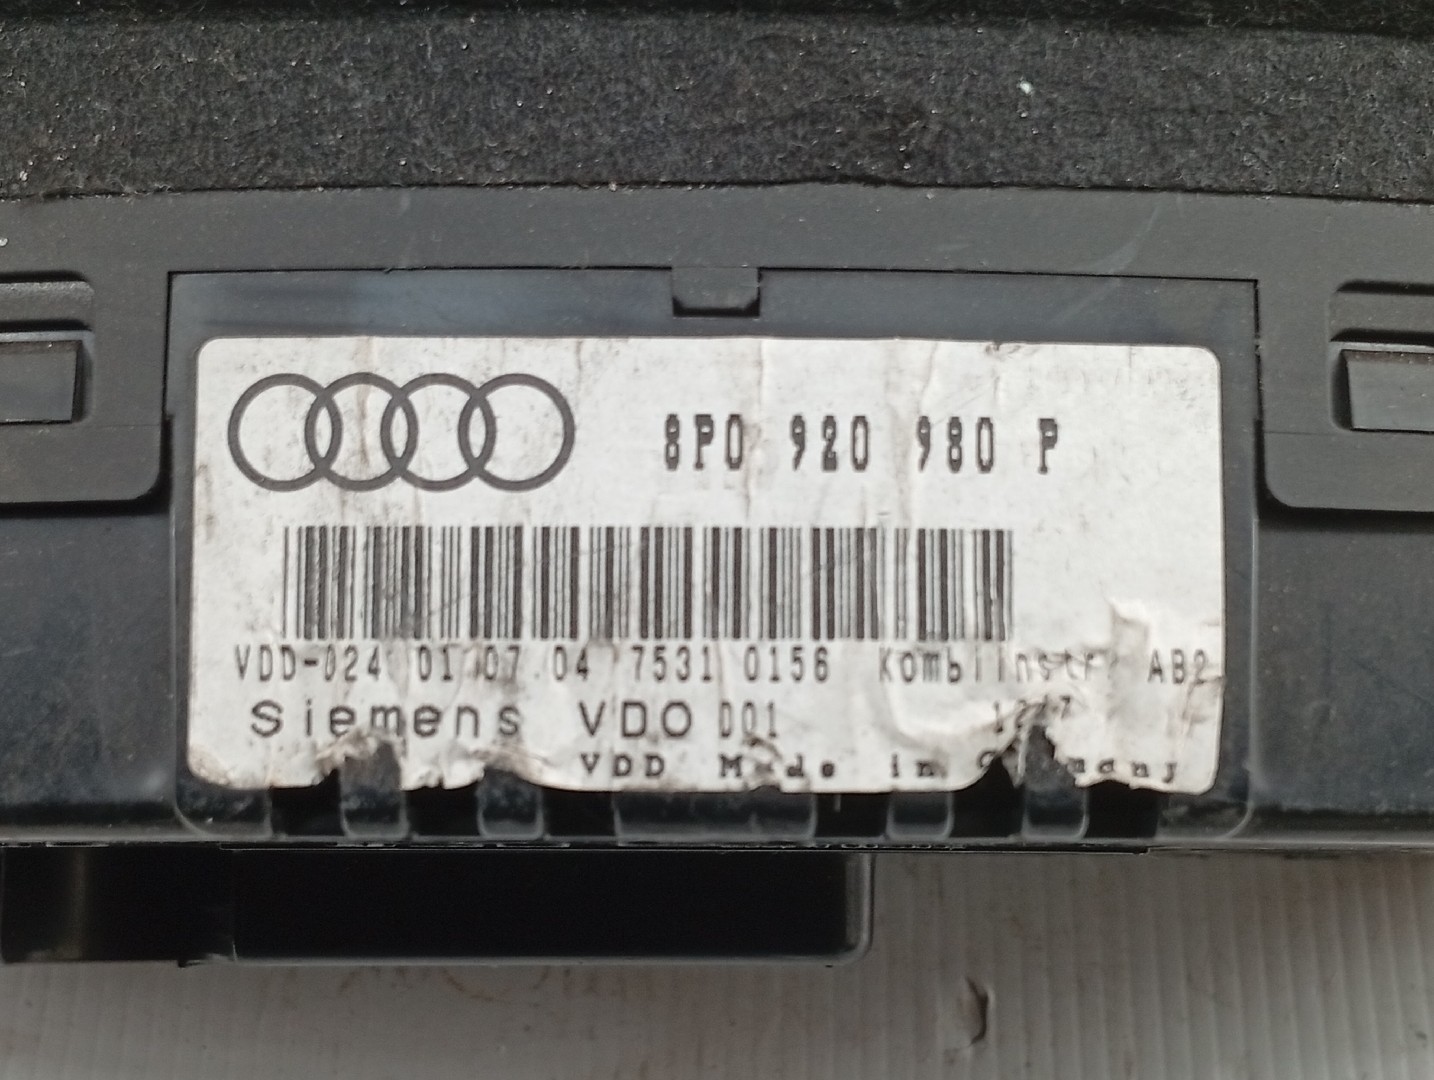 8P0 920 980 P
VDD-024 01.07.04 7531 0156 Kombiinstr. AB2
Siemens VDO D01
VDD Made in Germany